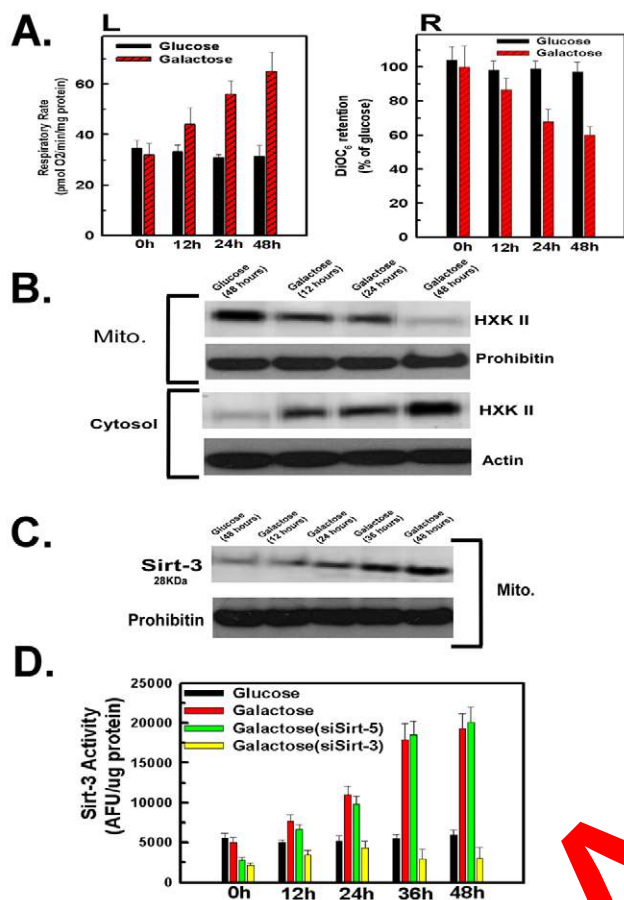 A.
L
Glucose
Galactose
Respiratory Rate
(pmol O2/min/mg protein)
60
30
0
0h 12h 24h 48h
R
Glucose
Galactose
DiOC6 retention
(% of glucose)
100
80
60
40
20
0
0h 12h 24h 48h
B.
Glucose
(48 hours)
Galactose
(12 hours)
Galactose
(24 hours)
Galactose
(48 hours)
Mito.
HXK II
Prohibitin
Cytosol
HXK II
Actin
C.
Glucose
(48 hours)
Galactose
(12 hours)
Galactose
(24 hours)
Galactose
(36 hours)
Galactose
(48 hours)
Sirt-3
28KDa
Prohibitin
Mito.
D.
Glucose
Galactose
Galactose(siSirt-5)
Galactose(siSirt-3)
Sirt-3 Activity
(AFU/ug protein)
25000
20000
15000
10000
5000
0
0h 12h 24h 36h 48h